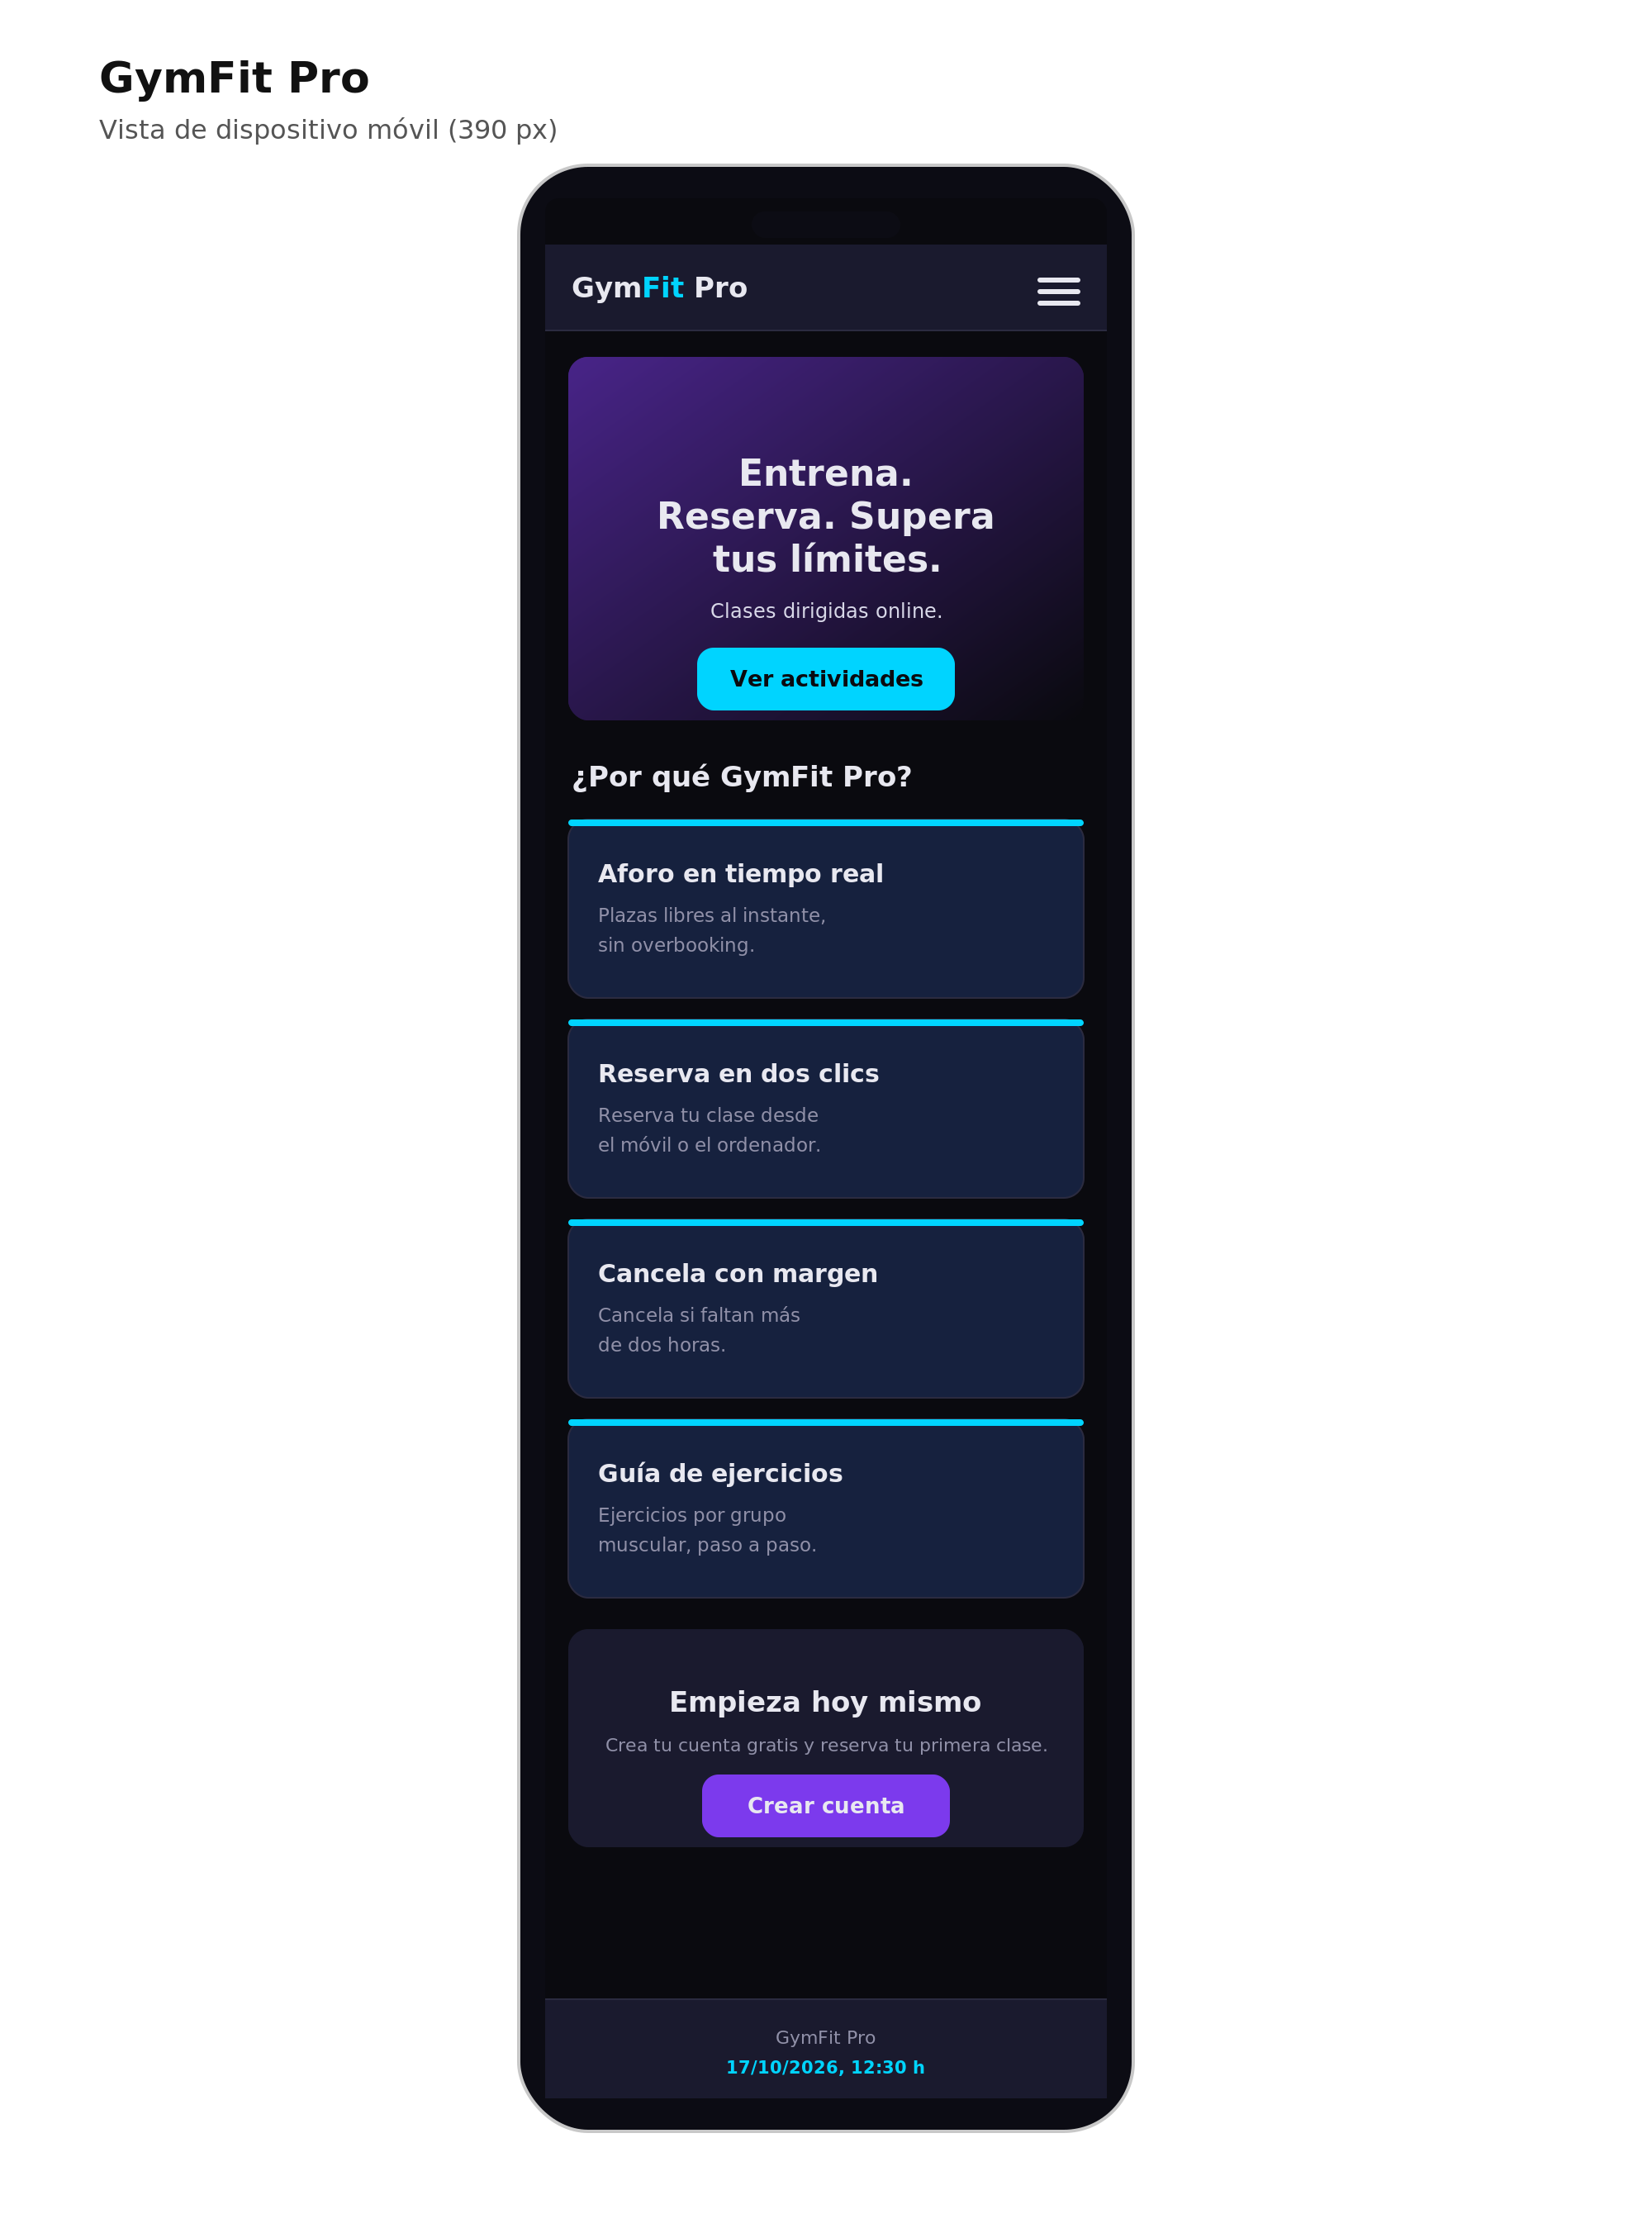 GymFit Pro
Vista de dispositivo móvil (390 px)
GymFit Pro
Entrena.
Reserva. Supera
tus límites.
Clases dirigidas online.
Ver actividades
¿Por qué GymFit Pro?
Aforo en tiempo real
Plazas libres al instante,
sin overbooking.
Reserva en dos clics
Reserva tu clase desde
el móvil o el ordenador.
Cancela con margen
Cancela si faltan más
de dos horas.
Guía de ejercicios
Ejercicios por grupo
muscular, paso a paso.
Empieza hoy mismo
Crea tu cuenta gratis y reserva tu primera clase.
Crear cuenta
GymFit Pro
17/10/2026, 12:30 h